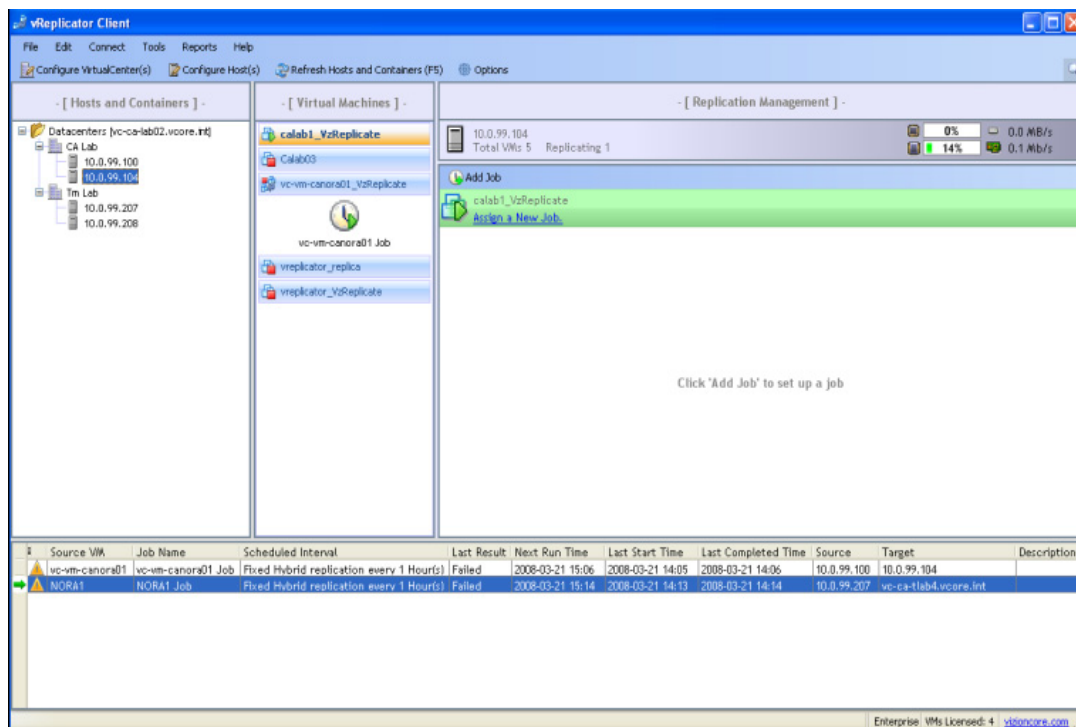 vReplicator Client
File Edit Connect Tools Reports Help
Configure VirtualCenter(s) Configure Host(s) Refresh Hosts and Containers (F5) Options
- [ Hosts and Containers ] -
Datacenters [vc-ca-lab02.vcore.int]
CA Lab
10.0.99.100
10.0.99.104
Tm Lab
10.0.99.207
10.0.99.208
- [ Virtual Machines ] -
calab1_VzReplicate
Calab03
vc-vm-canora01_VzReplicate
vc-vm-canora01 Job
vreplicator_replica
vreplicator_VzReplicate
- [ Replication Management ] -
10.0.99.104
Total VMs 5 Replicating 1
0% 0.0 MB/s
14% 0.1 Mb/s
Add Job
calab1_VzReplicate
Assign a New Job.
Click 'Add Job' to set up a job
Source VM Job Name Scheduled Interval Last Result Next Run Time Last Start Time Last Completed Time Source Target Description
vc-vm-canora01 vc-vm-canora01 Job Fixed Hybrid replication every 1 Hour(s) Failed 2008-03-21 15:06 2008-03-21 14:05 2008-03-21 14:06 10.0.99.100 10.0.99.104
NORA1 NORA1 Job Fixed Hybrid replication every 1 Hour(s) Failed 2008-03-21 15:14 2008-03-21 14:13 2008-03-21 14:14 10.0.99.207 vc-ca-tlab4.vcore.int
Enterprise VMs Licensed: 4 vizioncore.com